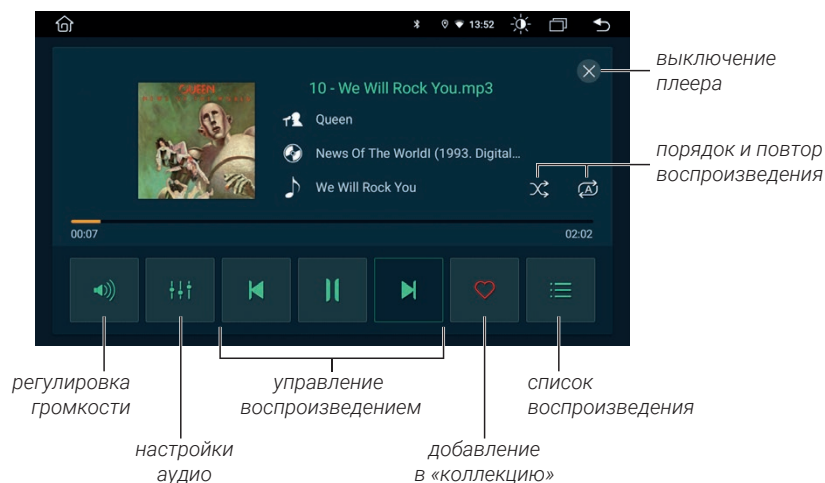 13:52
выключение
плеера
QUEEN
10 - We Will Rock You.mp3
Queen
News Of The WorldI (1993. Digital...
порядок и повтор
воспроизведения
We Will Rock You
A
00:07
02:02
регулировка
громкости
управление
воспроизведением
список
воспроизведения
настройки
аудио
добавление
в «коллекцию»